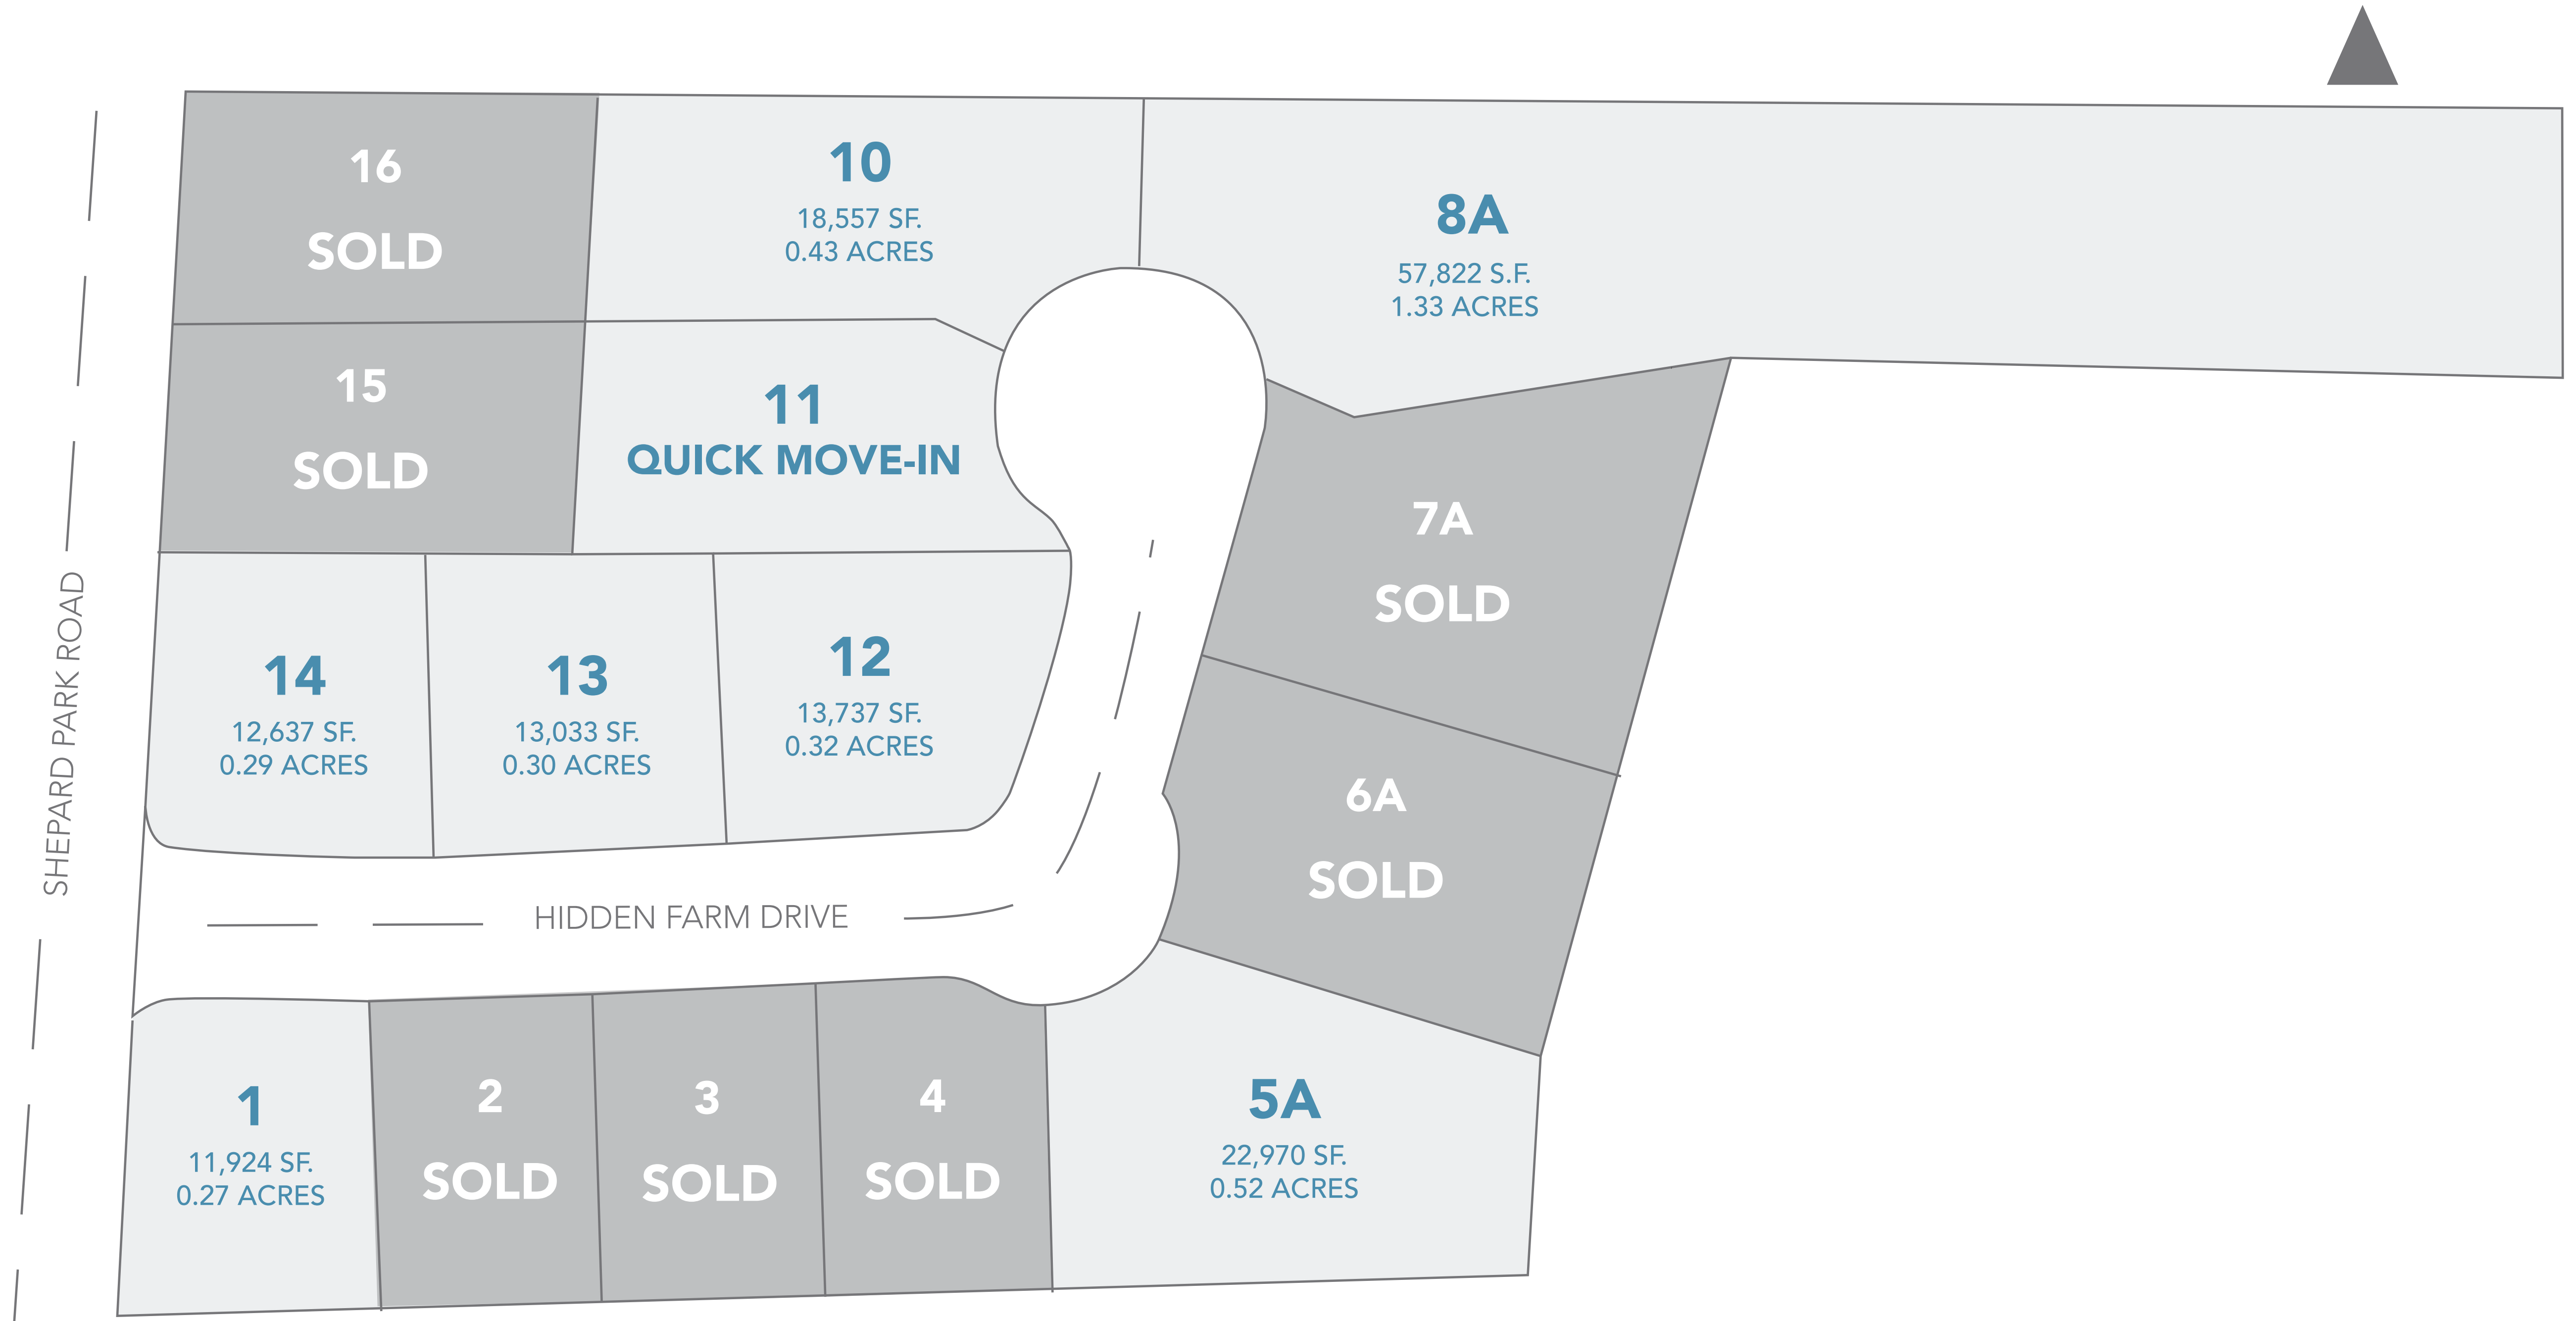 16
SOLD
10
18,557 SF.
0.43 ACRES
8A
57,822 S.F.
1.33 ACRES
15
SOLD
11
QUICK MOVE-IN
7A
SOLD
14
12,637 SF.
0.29 ACRES
13
13,033 SF.
0.30 ACRES
12
13,737 SF.
0.32 ACRES
6A
SOLD
SHEPARD PARK ROAD
HIDDEN FARM DRIVE
1
11,924 SF.
0.27 ACRES
2
SOLD
3
SOLD
4
SOLD
5A
22,970 SF.
0.52 ACRES